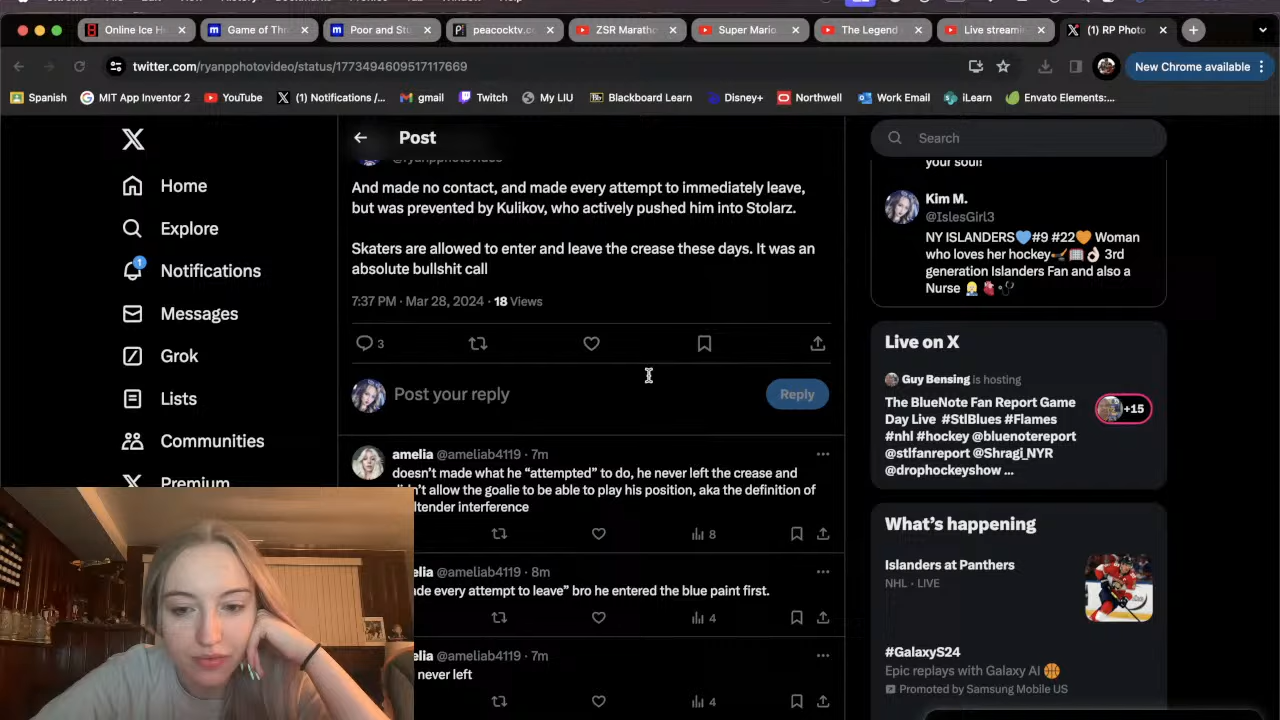 Online Ice H
Game of Thr
Poor and Stu
peacocktv.c
ZSR Marath
Super Mario
The Legend
Live streami
(1) RP Photo
twitter.com/ryanpphotovideo/status/1773494609517117669
New Chrome available
Spanish
MIT App Inventor 2
YouTube
(1) Notifications /...
gmail
Twitch
My LIU
Blackboard Learn
Disney+
Northwell
Work Email
iLearn
Envato Elements:...
Home
Explore
1
Notifications
Messages
Grok
Lists
Communities
Premium
Post
@ryanpphotovideo
And made no contact, and made every attempt to immediately leave,
but was prevented by Kulikov, who actively pushed him into Stolarz.
Skaters are allowed to enter and leave the crease these days. It was an
absolute bullshit call
7:37 PM · Mar 28, 2024 · 18 Views
3
Post your reply
Reply
amelia @ameliab4119 · 7m
doesn't made what he “attempted” to do, he never left the crease and
n't allow the goalie to be able to play his position, aka the definition of
ltender interference
8
elia @ameliab4119 · 8m
de every attempt to leave” bro he entered the blue paint first.
4
elia @ameliab4119 · 7m
never left
4
Search
your soul!
Kim M.
@IslesGirl3
NY ISLANDERS💙#9 #22🧡 Woman
who loves her hockey🏒🥅👌🏻 3rd
generation Islanders Fan and also a
Nurse 👩🏼‍⚕️🫀🩺
Live on X
Guy Bensing is hosting
The BlueNote Fan Report Game
Day Live #StlBlues #Flames
#nhl #hockey @bluenotereport
@stlfanreport @Shragi_NYR
@drophockeyshow ...
+15
What's happening
Islanders at Panthers
NHL · LIVE
#GalaxyS24
Epic replays with Galaxy AI 🏀
Promoted by Samsung Mobile US